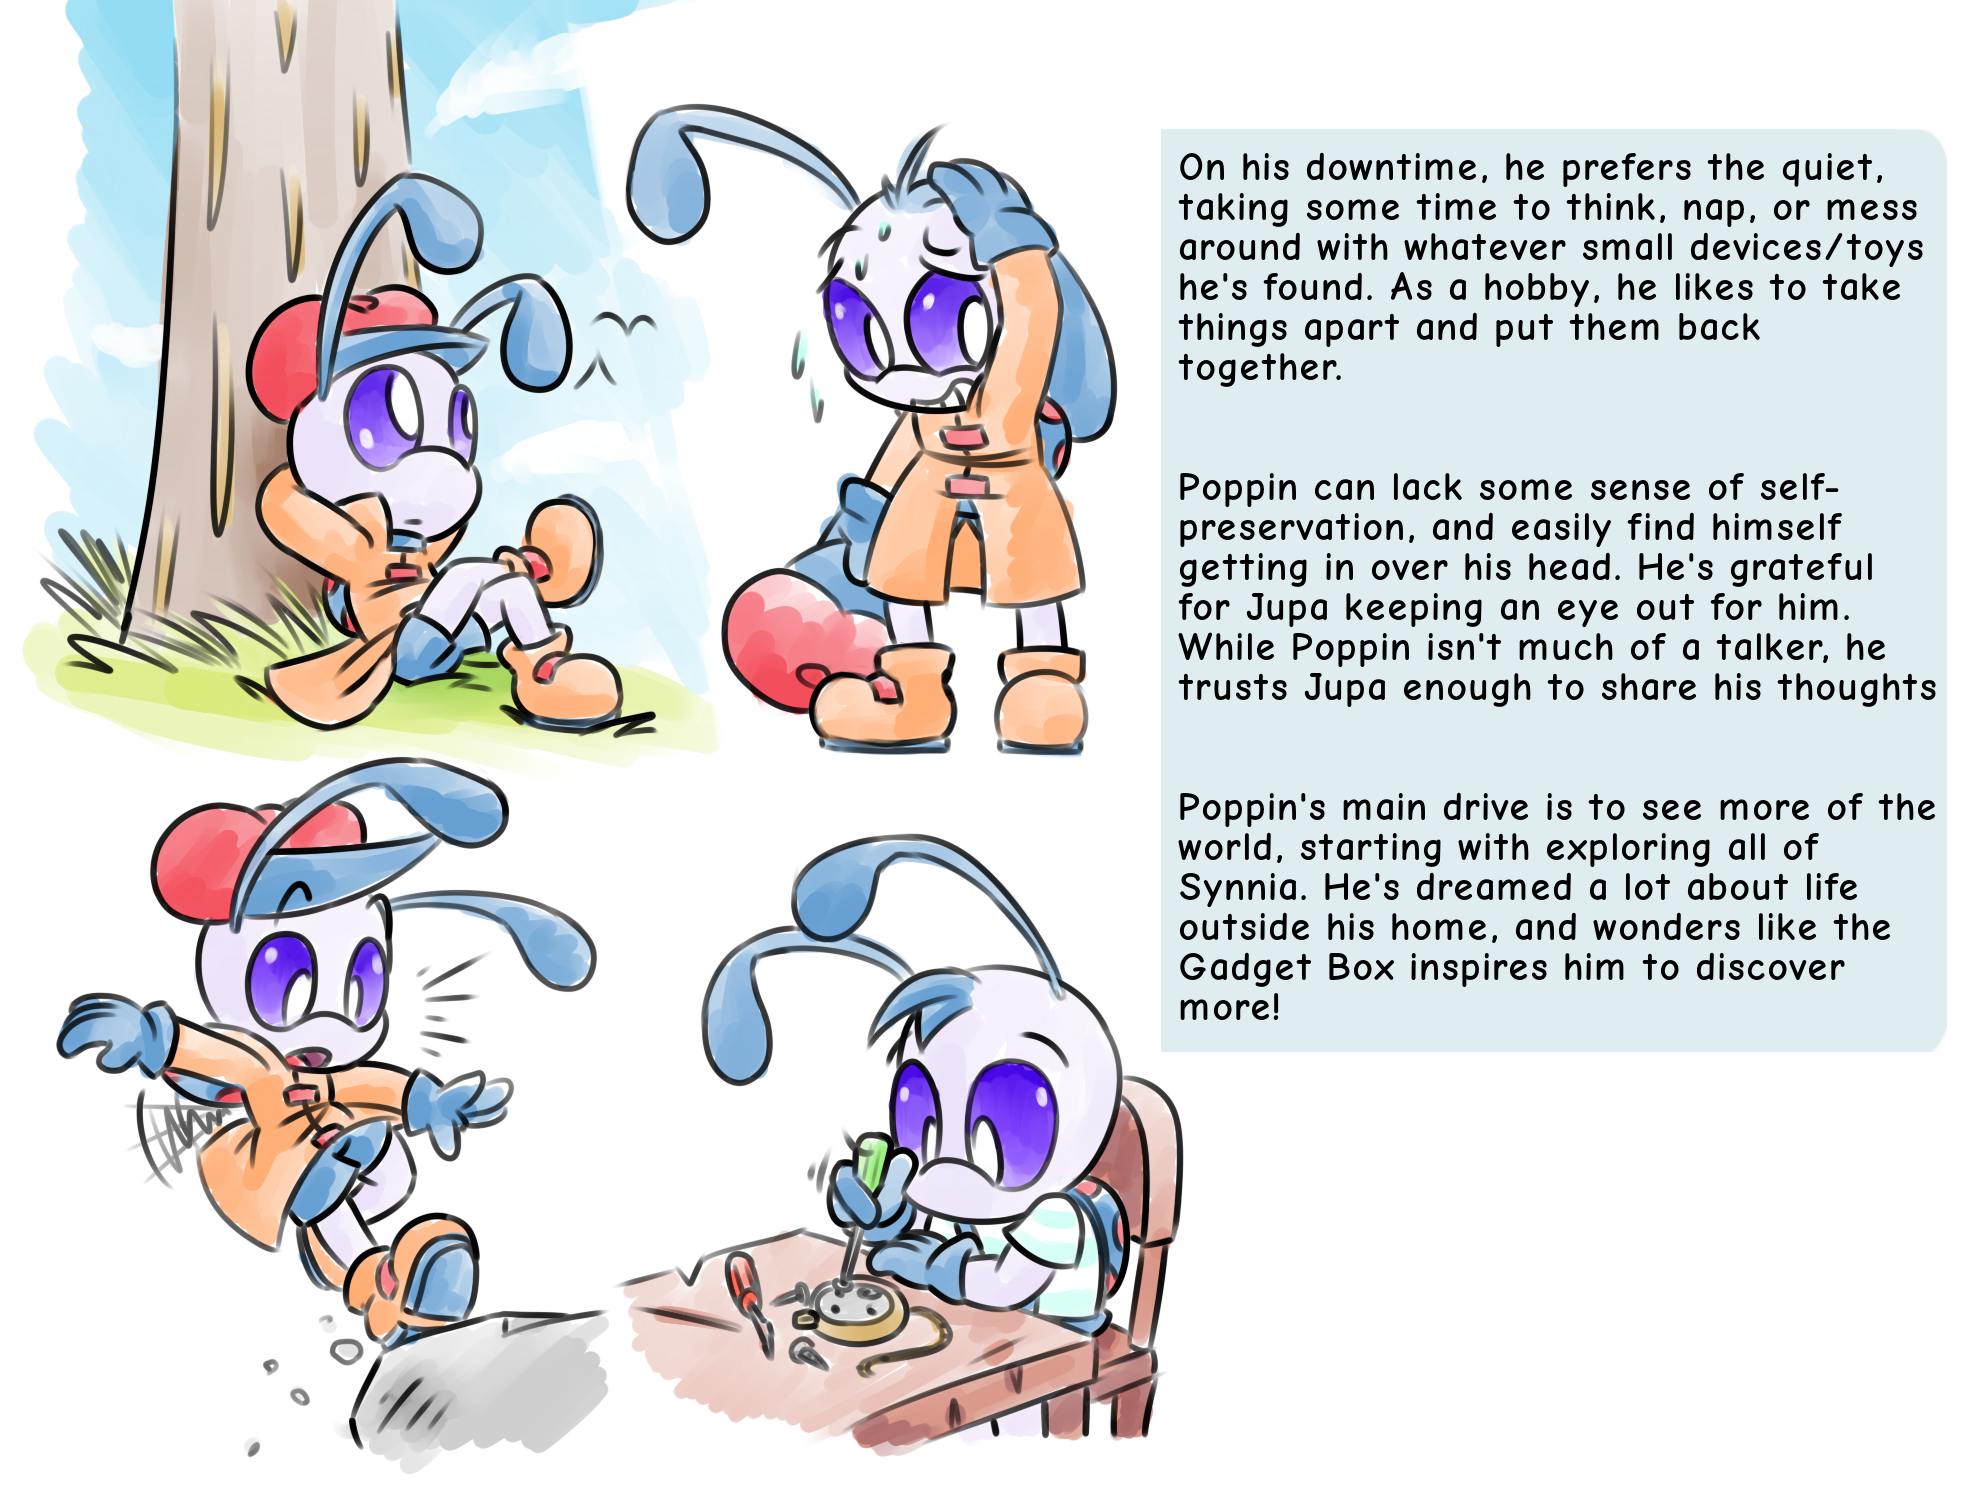 On his downtime, he prefers the quiet,
taking some time to think, nap, or mess
around with whatever small devices/toys
he's found. As a hobby, he likes to take
things apart and put them back
together.
Poppin can lack some sense of self-
preservation, and easily find himself
getting in over his head. He's grateful
for Jupa keeping an eye out for him.
While Poppin isn't much of a talker, he
trusts Jupa enough to share his thoughts
Poppin's main drive is to see more of the
world, starting with exploring all of
Synnia. He's dreamed a lot about life
outside his home, and wonders like the
Gadget Box inspires him to discover
more!